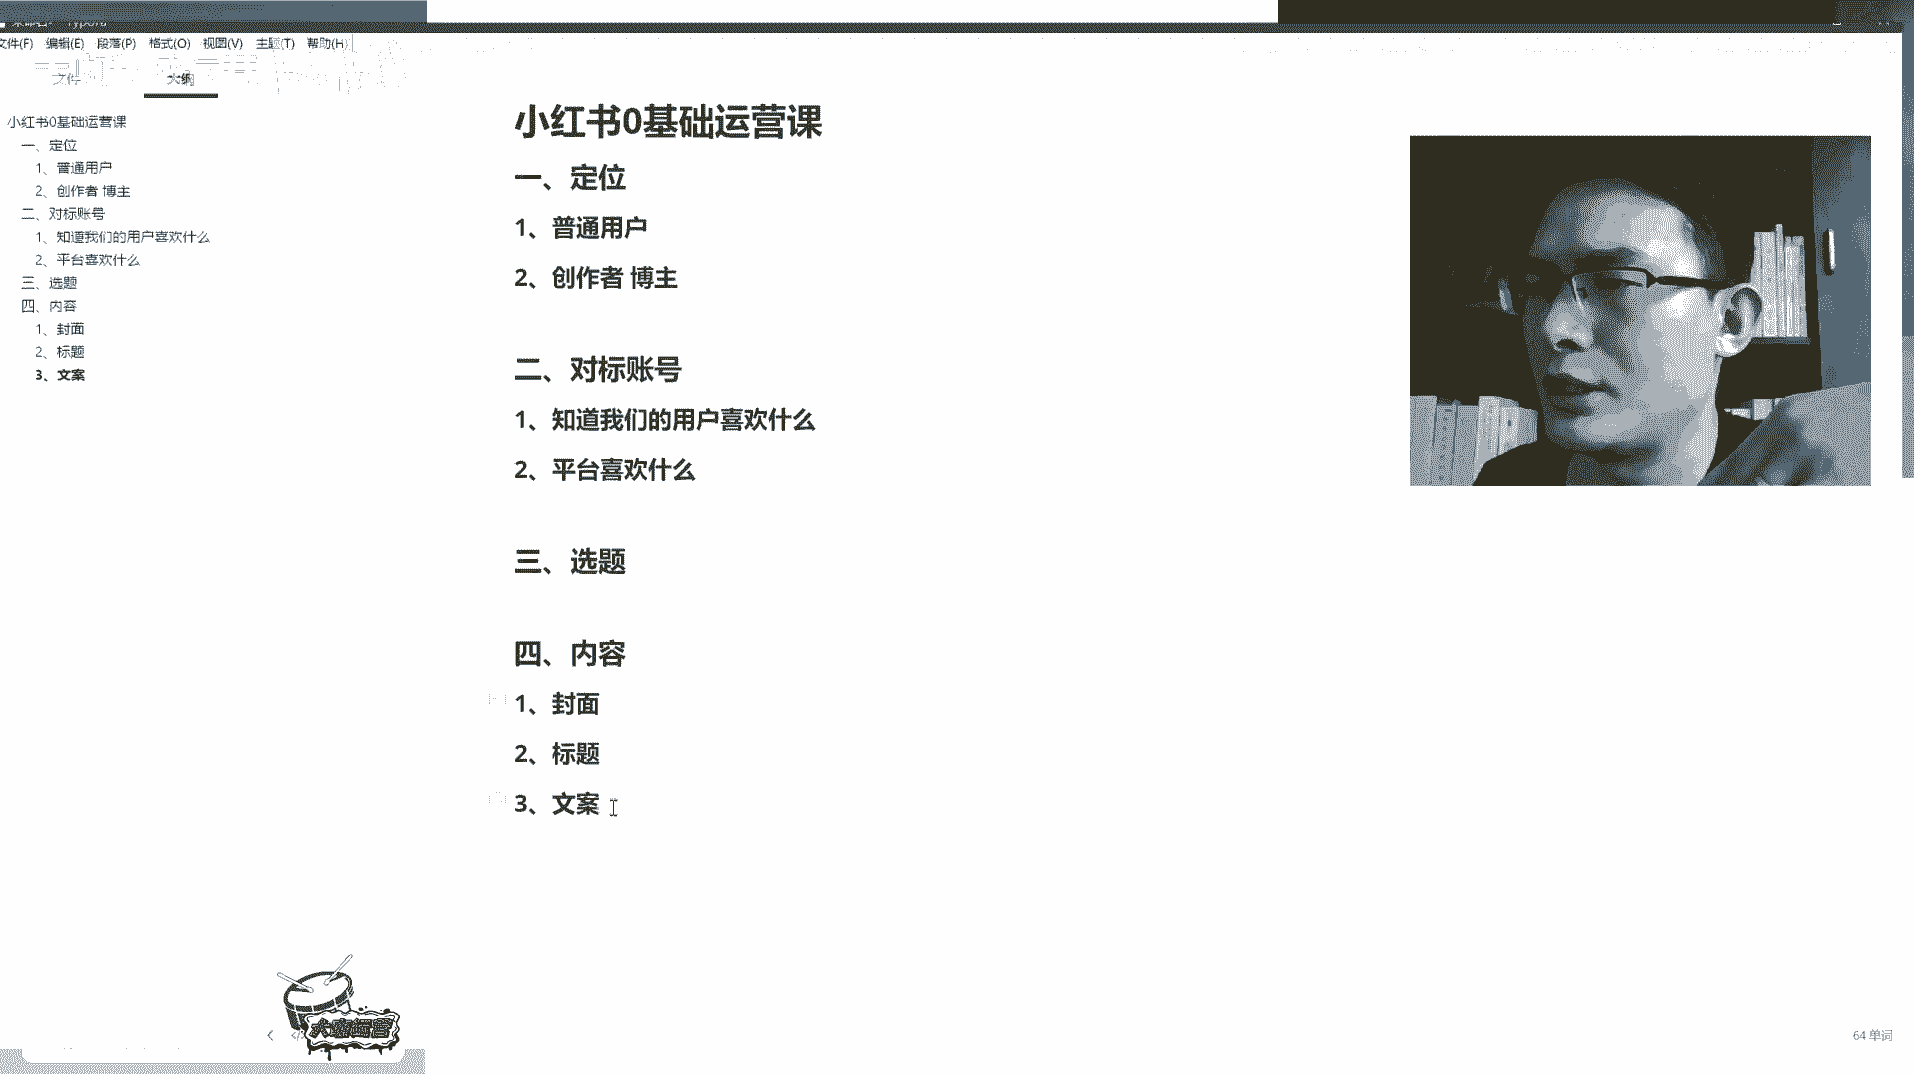 文件(F) 编辑(E) 段落(P) 格式(O) 视图(V) 主题(T) 帮助(H)
文件 大纲
小红书0基础运营课
一、定位
1、普通用户
2、创作者 博主
二、对标账号
1、知道我们的用户喜欢什么
2、平台喜欢什么
三、选题
四、内容
1、封面
2、标题
3、文案
小红书0基础运营课
一、定位
1、普通用户
2、创作者 博主
二、对标账号
1、知道我们的用户喜欢什么
2、平台喜欢什么
三、选题
四、内容
1、封面
2、标题
3、文案
64 单词